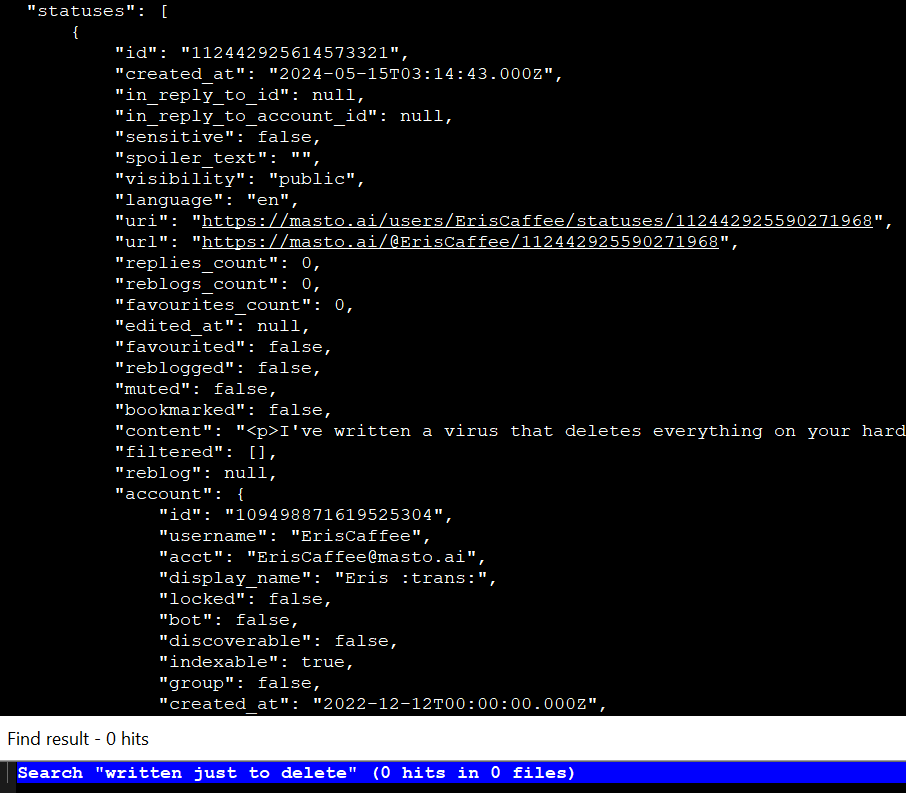 "statuses": [
{
"id": "112442925614573321",
"created_at": "2024-05-15T03:14:43.000Z",
"in_reply_to_id": null,
"in_reply_to_account_id": null,
"sensitive": false,
"spoiler_text": "",
"visibility": "public",
"language": "en",
"uri": "https://masto.ai/users/ErisCaffee/statuses/112442925590271968",
"url": "https://masto.ai/@ErisCaffee/112442925590271968",
"replies_count": 0,
"reblogs_count": 0,
"favourites_count": 0,
"edited_at": null,
"favourited": false,
"reblogged": false,
"muted": false,
"bookmarked": false,
"content": "<p>I've written a virus that deletes everything on your hard
"filtered": [],
"reblog": null,
"account": {
"id": "109498871619525304",
"username": "ErisCaffee",
"acct": "ErisCaffee@masto.ai",
"display_name": "Eris :trans:",
"locked": false,
"bot": false,
"discoverable": false,
"indexable": true,
"group": false,
"created_at": "2022-12-12T00:00:00.000Z",
Find result - 0 hits
Search "written just to delete" (0 hits in 0 files)